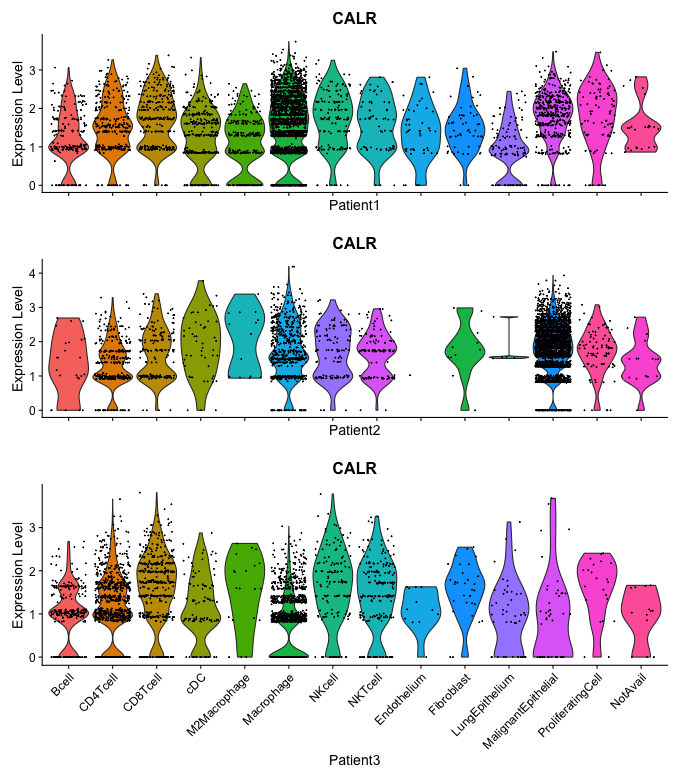 CALR
Expression Level
3
2
1
0
Patient1
CALR
Expression Level
4
3
2
1
0
Patient2
CALR
Expression Level
3
2
1
0
Bcell
CD4Tcell
CD8Tcell
cDC
M2Macrophage
Macrophage
NKcell
NKTcell
Endothelium
Fibroblast
LungEpithelium
MalignantEpithelial
ProliferatingCell
NotAvail
Patient3